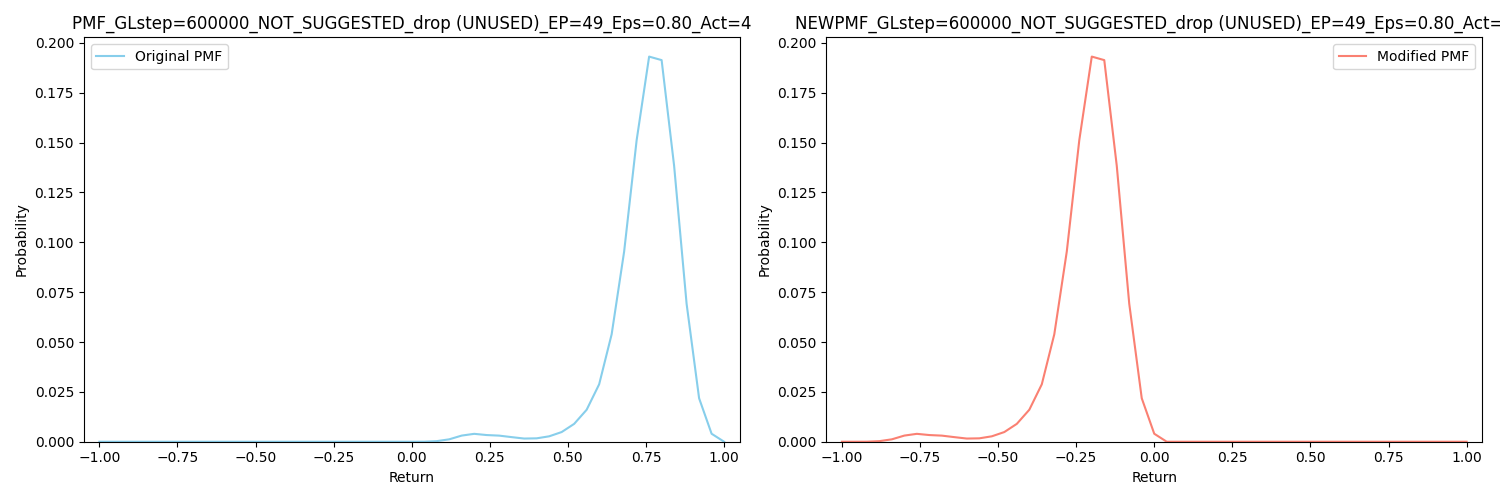 PMF_GLstep=600000_NOT_SUGGESTED_drop (UNUSED)_EP=49_Eps=0.80_Act=4
Original PMF
0.200
0.175
0.150
0.125
0.100
0.075
0.050
0.025
0.000
Probability
−1.00 −0.75 −0.50 −0.25 0.00 0.25 0.50 0.75 1.00
Return
NEWPMF_GLstep=600000_NOT_SUGGESTED_drop (UNUSED)_EP=49_Eps=0.80_Act=
Modified PMF
0.200
0.175
0.150
0.125
0.100
0.075
0.050
0.025
0.000
Probability
−1.00 −0.75 −0.50 −0.25 0.00 0.25 0.50 0.75 1.00
Return